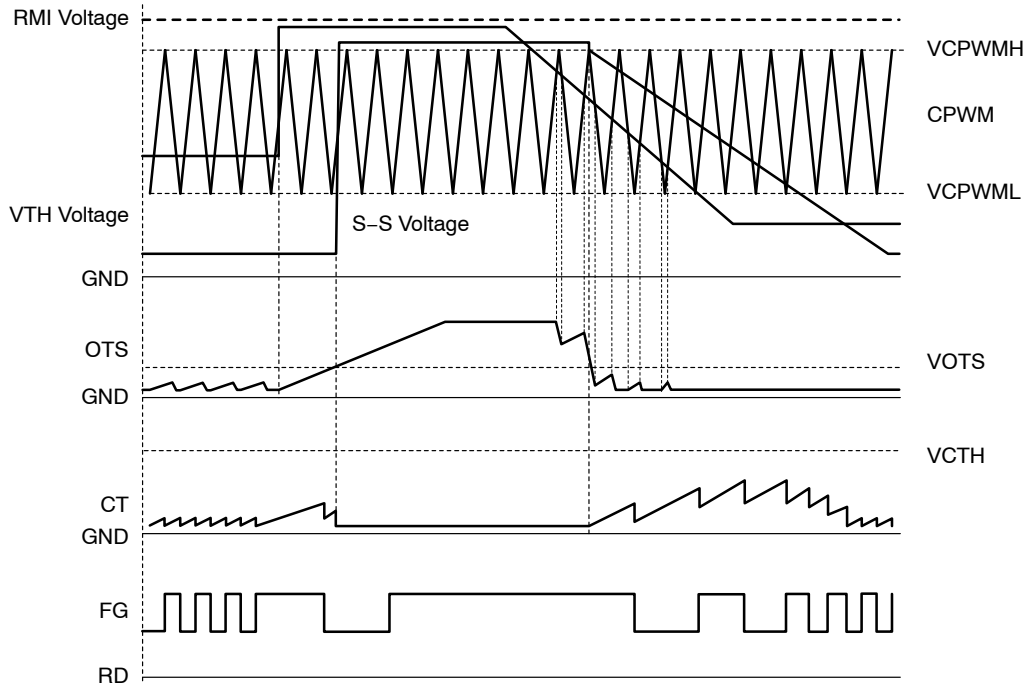 RMI Voltage
VCPWMH
CPWM
VCPWML
VTH Voltage
S−S Voltage
GND
OTS
VOTS
GND
VCTH
CT
GND
FG
RD